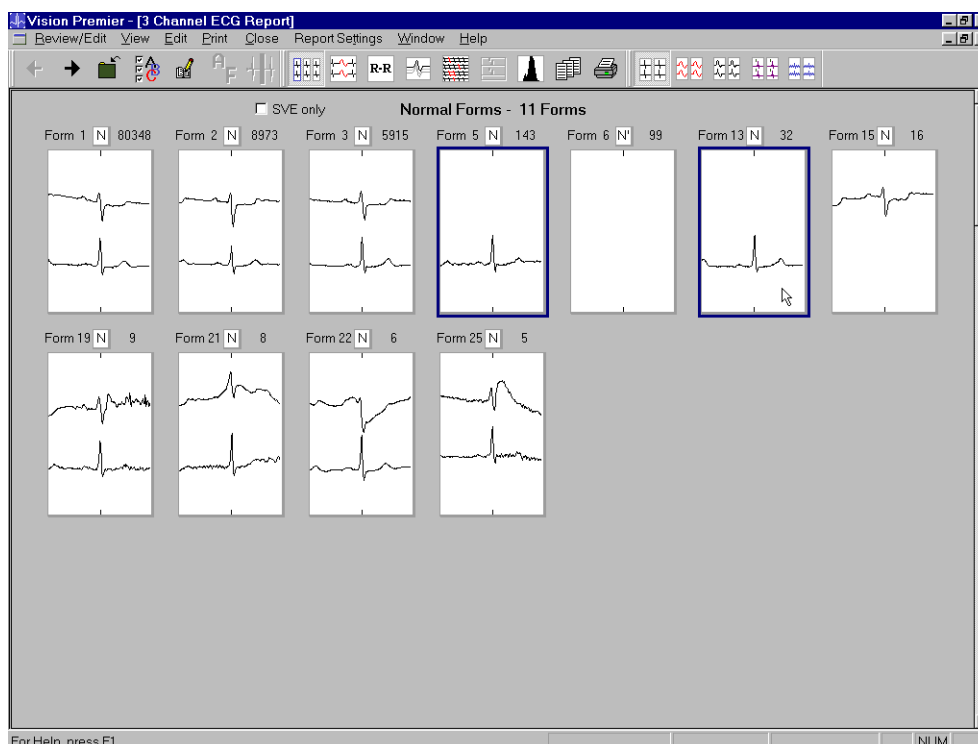 Vision Premier - [3 Channel ECG Report]
Review/Edit View Edit Print Close Report Settings Window Help
A B C A F R-R
SVE only Normal Forms - 11 Forms
Form 1 N 80348 Form 2 N 8973 Form 3 N 5915 Form 5 N 143 Form 6 N' 99 Form 13 N 32 Form 15 N 16
Form 19 N 9 Form 21 N 8 Form 22 N 6 Form 25 N 5
For Help, press F1 NUM